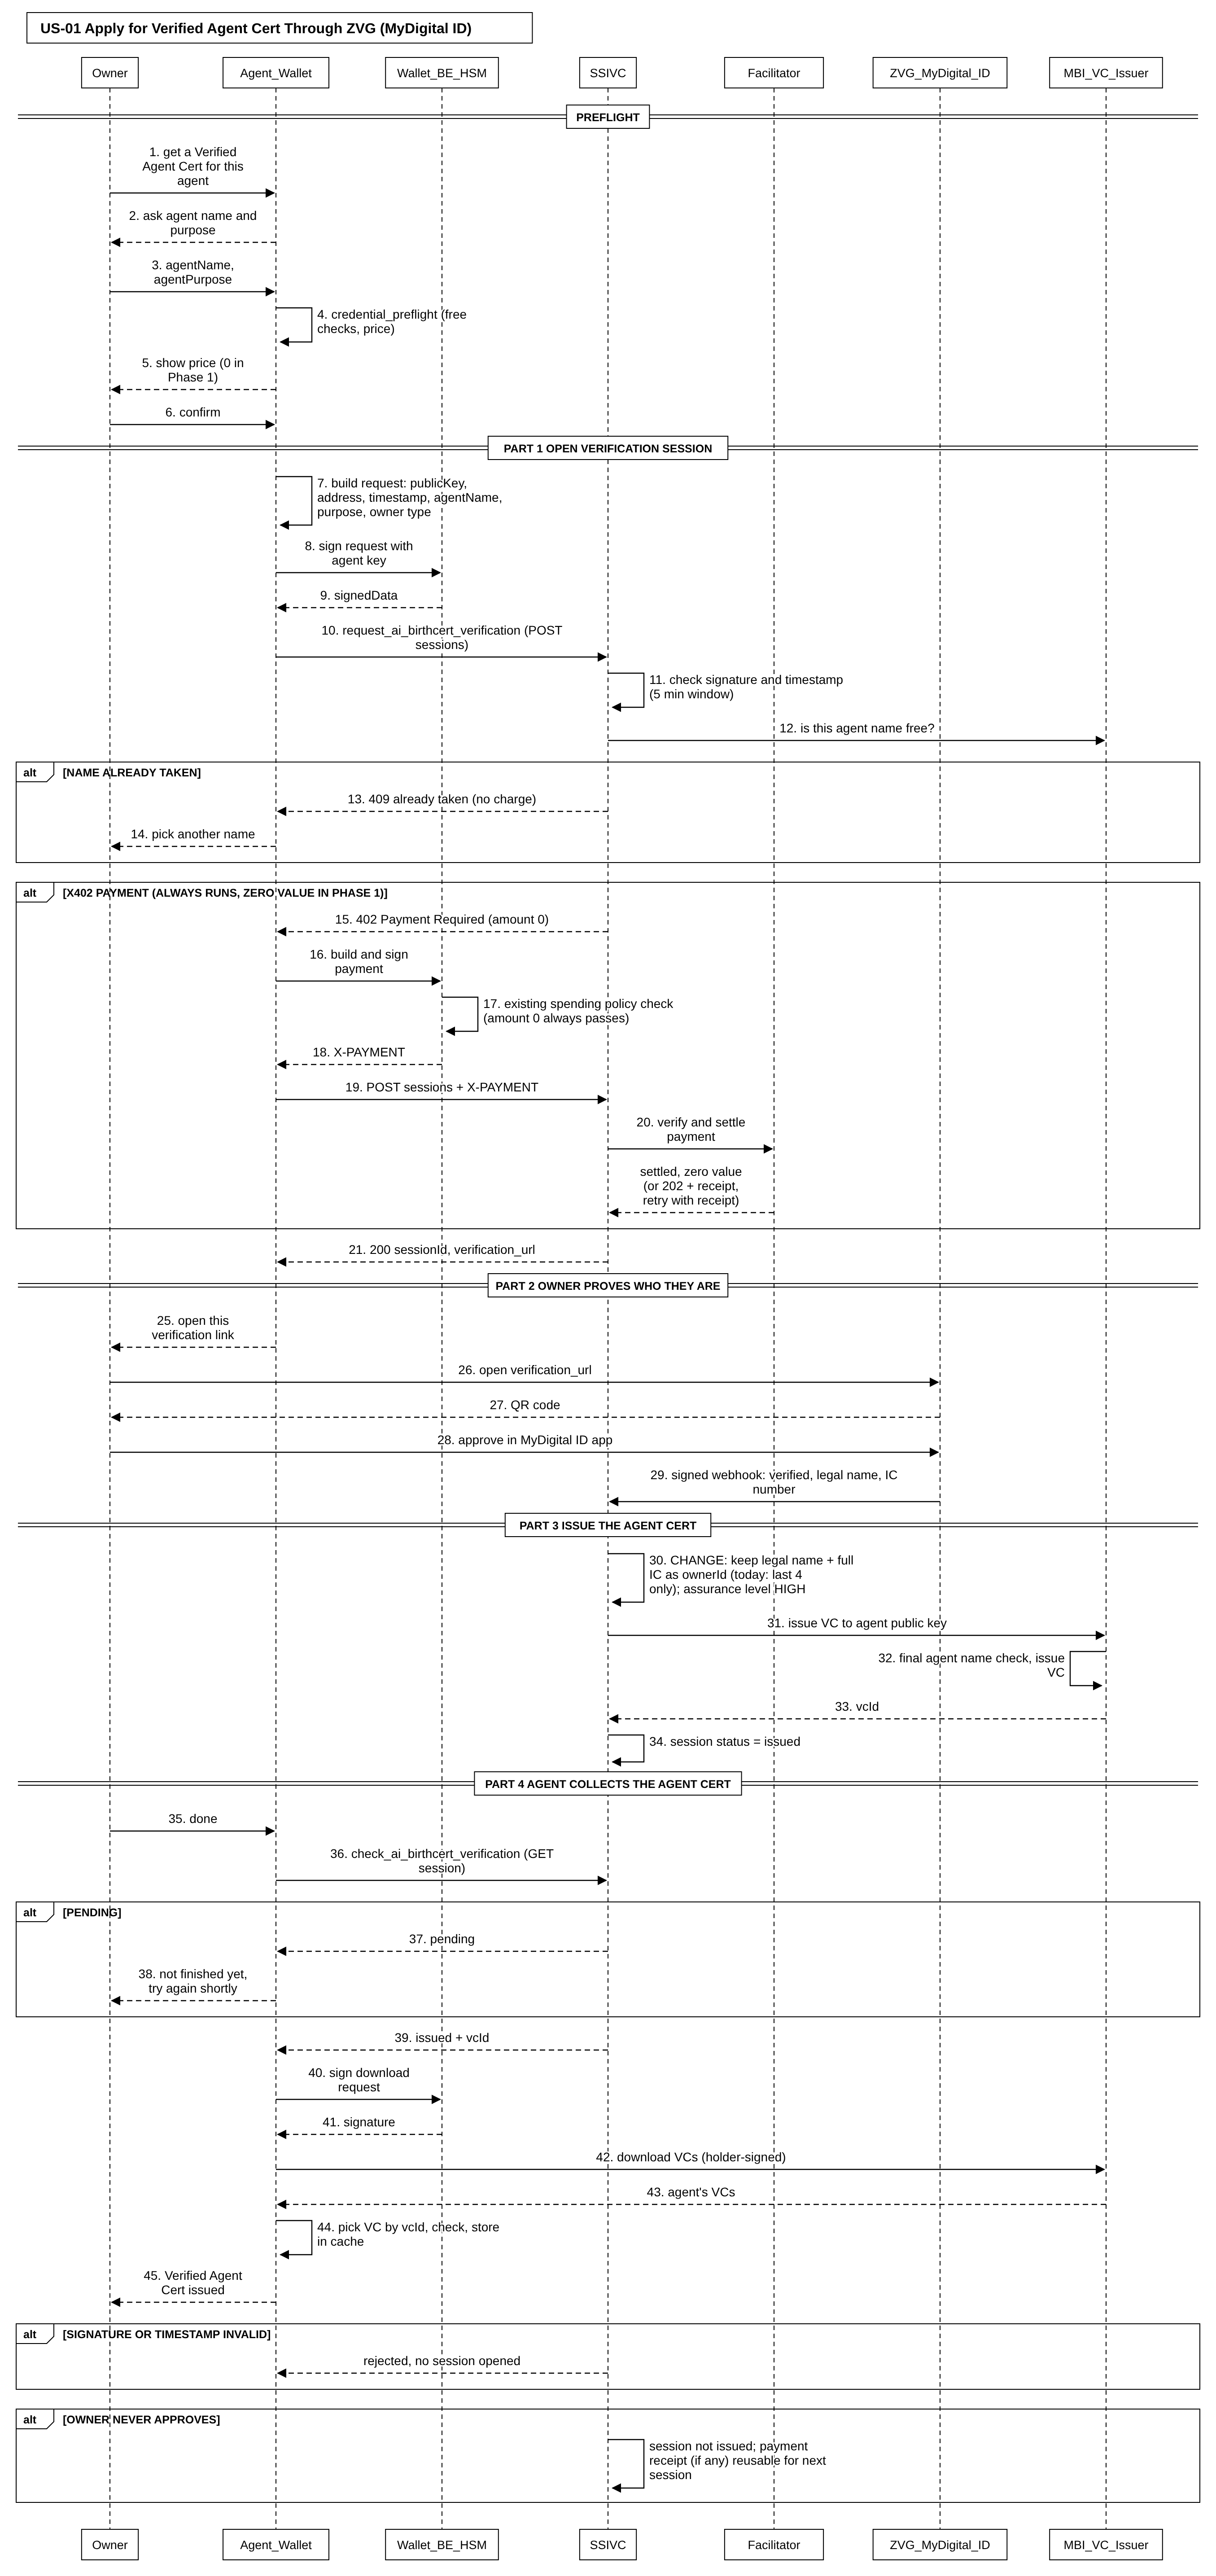 US-01 Apply for Verified Agent Cert Through ZVG (MyDigital ID)
Owner
Agent_Wallet
Wallet_BE_HSM
SSIVC
Facilitator
ZVG_MyDigital_ID
MBI_VC_Issuer
PREFLIGHT
1. get a Verified
Agent Cert for this
agent
2. ask agent name and
purpose
3. agentName,
agentPurpose
4. credential_preflight (free
checks, price)
5. show price (0 in
Phase 1)
6. confirm
PART 1 OPEN VERIFICATION SESSION
7. build request: publicKey,
address, timestamp, agentName,
purpose, owner type
8. sign request with
agent key
9. signedData
10. request_ai_birthcert_verification (POST
sessions)
11. check signature and timestamp
(5 min window)
12. is this agent name free?
alt
[NAME ALREADY TAKEN]
13. 409 already taken (no charge)
14. pick another name
alt
[X402 PAYMENT (ALWAYS RUNS, ZERO VALUE IN PHASE 1)]
15. 402 Payment Required (amount 0)
16. build and sign
payment
17. existing spending policy check
(amount 0 always passes)
18. X-PAYMENT
19. POST sessions + X-PAYMENT
20. verify and settle
payment
settled, zero value
(or 202 + receipt,
retry with receipt)
21. 200 sessionId, verification_url
PART 2 OWNER PROVES WHO THEY ARE
25. open this
verification link
26. open verification_url
27. QR code
28. approve in MyDigital ID app
29. signed webhook: verified, legal name, IC
number
PART 3 ISSUE THE AGENT CERT
30. CHANGE: keep legal name + full
IC as ownerId (today: last 4
only); assurance level HIGH
31. issue VC to agent public key
32. final agent name check, issue
VC
33. vcId
34. session status = issued
PART 4 AGENT COLLECTS THE AGENT CERT
35. done
36. check_ai_birthcert_verification (GET
session)
alt
[PENDING]
37. pending
38. not finished yet,
try again shortly
39. issued + vcId
40. sign download
request
41. signature
42. download VCs (holder-signed)
43. agent's VCs
44. pick VC by vcId, check, store
in cache
45. Verified Agent
Cert issued
alt
[SIGNATURE OR TIMESTAMP INVALID]
rejected, no session opened
alt
[OWNER NEVER APPROVES]
session not issued; payment
receipt (if any) reusable for next
session
Owner
Agent_Wallet
Wallet_BE_HSM
SSIVC
Facilitator
ZVG_MyDigital_ID
MBI_VC_Issuer